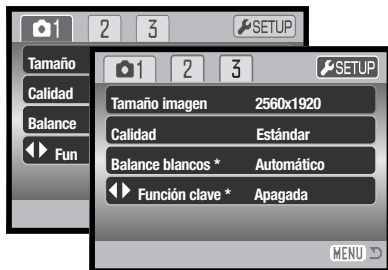 1 2 3 SETUP
Tamaño
Calidad
Balance
Fun
1 2 3 SETUP
Tamaño imagen 2560x1920
Calidad Estándar
Balance blancos * Automático
Función clave * Apagada
MENU